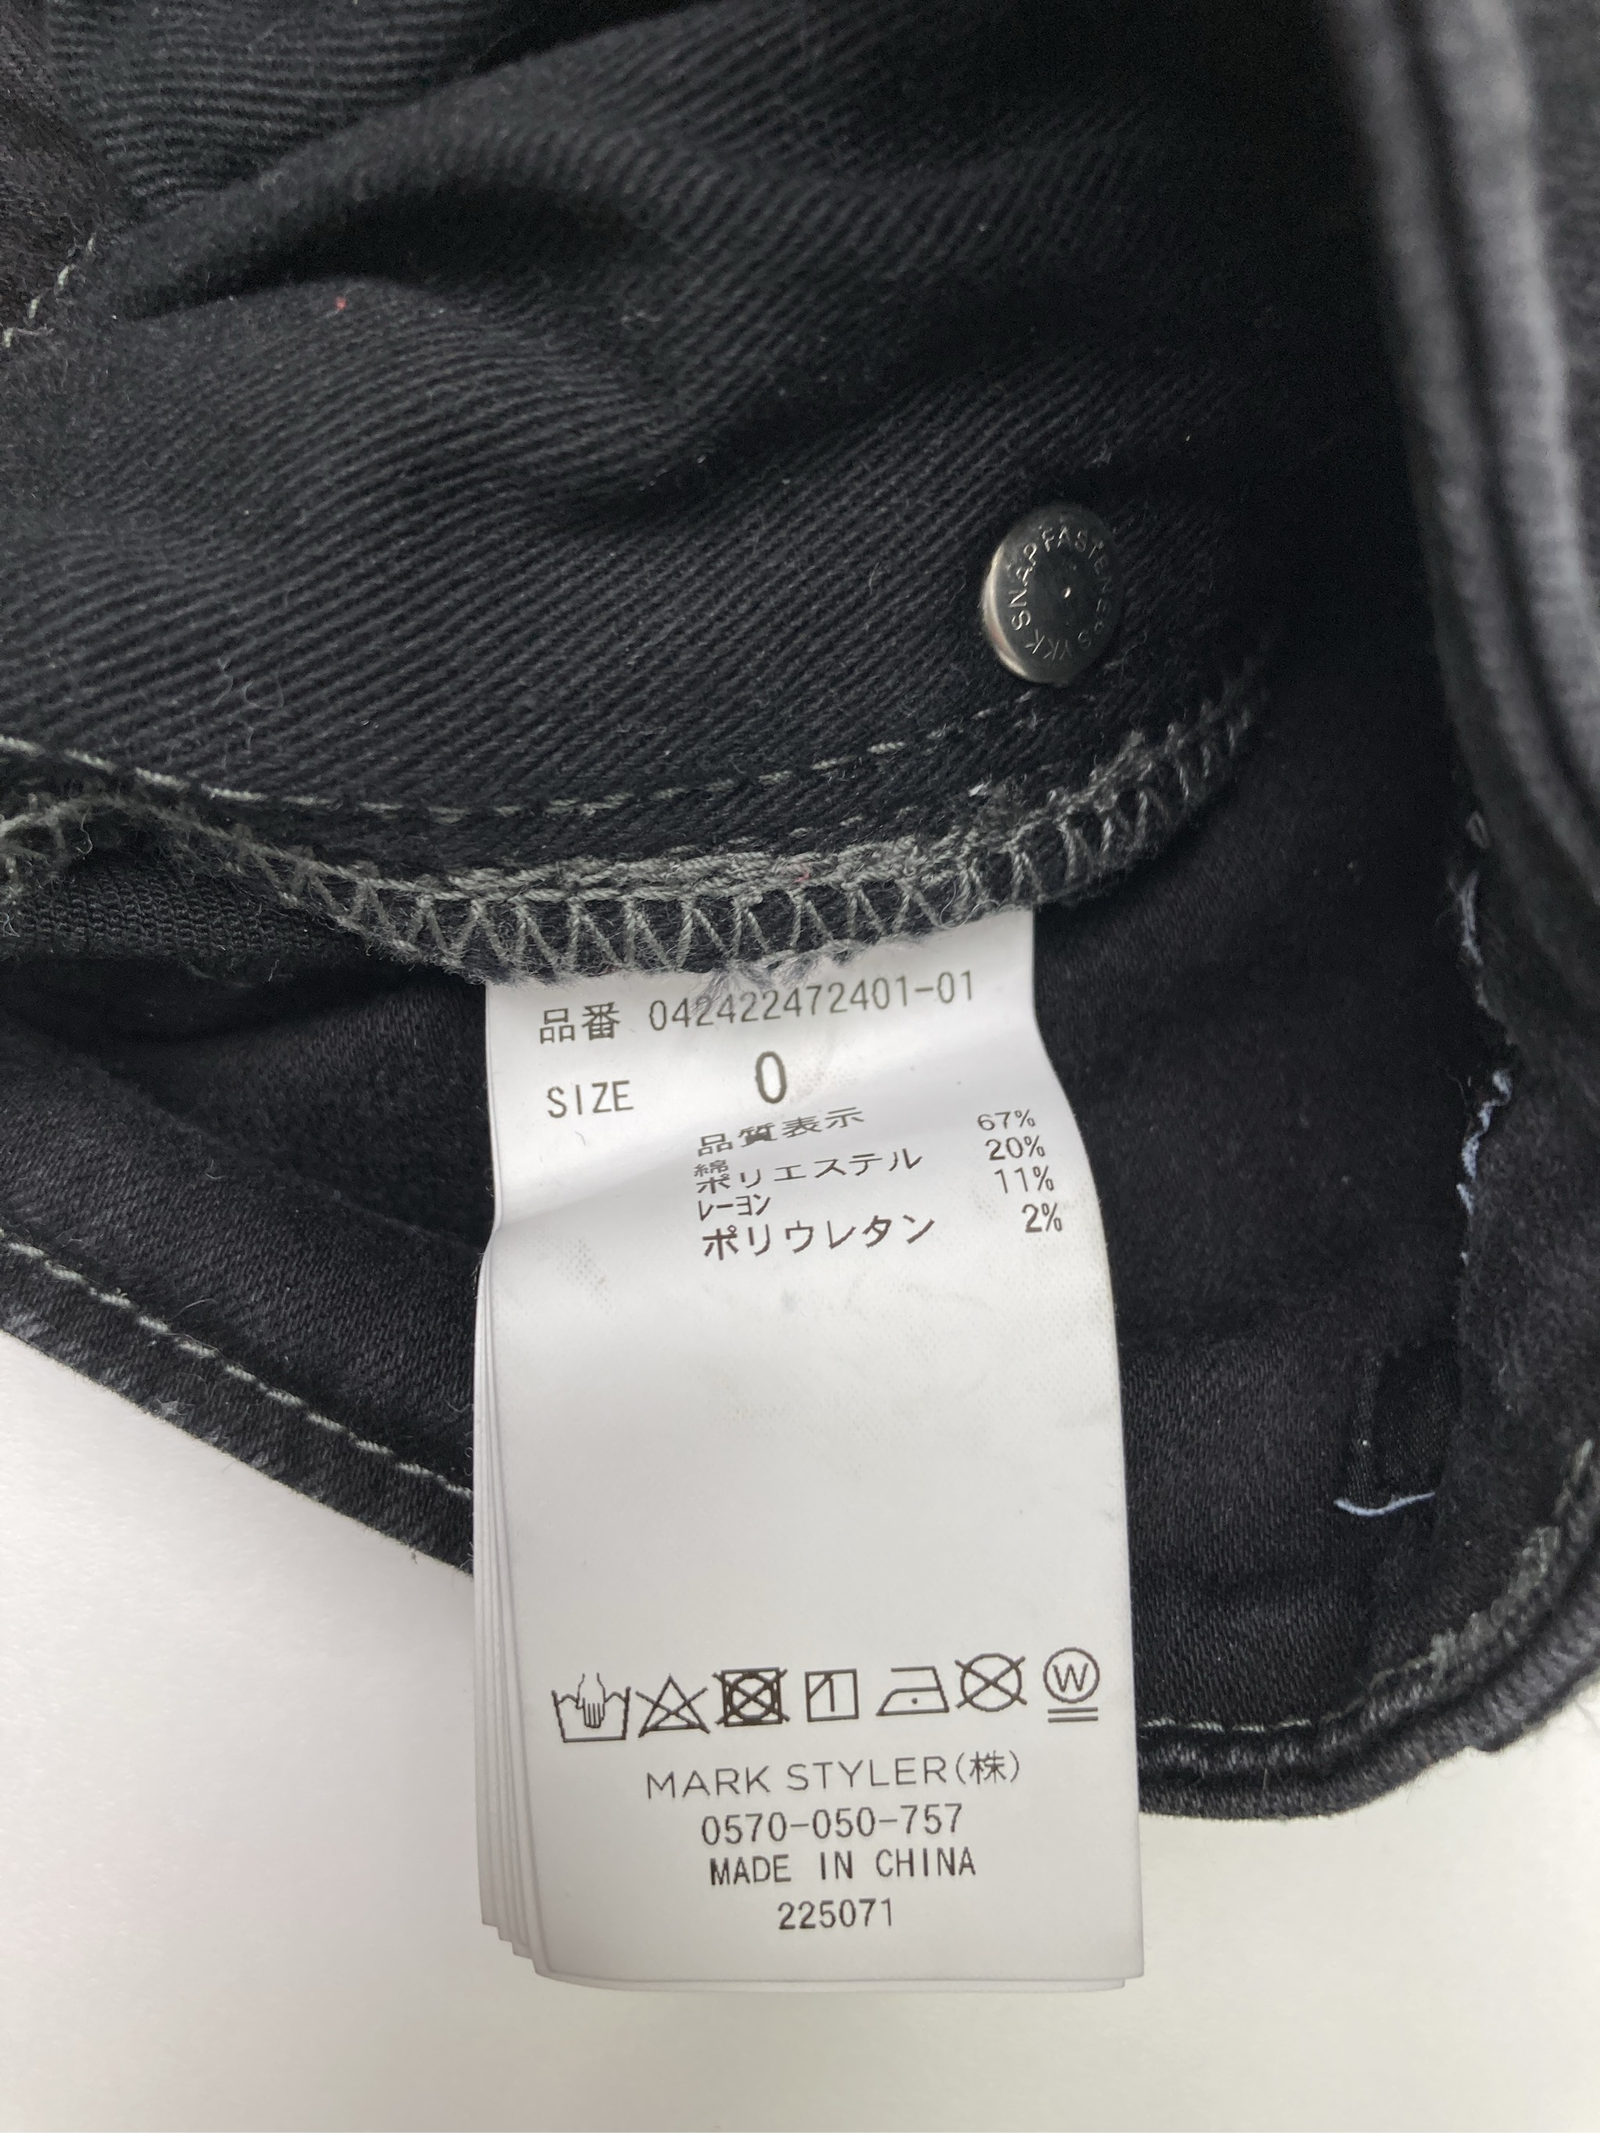 SNAP FASTENERS YKK
品番 042422472401-01
SIZE 0
品質表示
綿 67%
ポリエステル 20%
レーヨン 11%
ポリウレタン 2%
W
MARK STYLER(株)
0570-050-757
MADE IN CHINA
225071